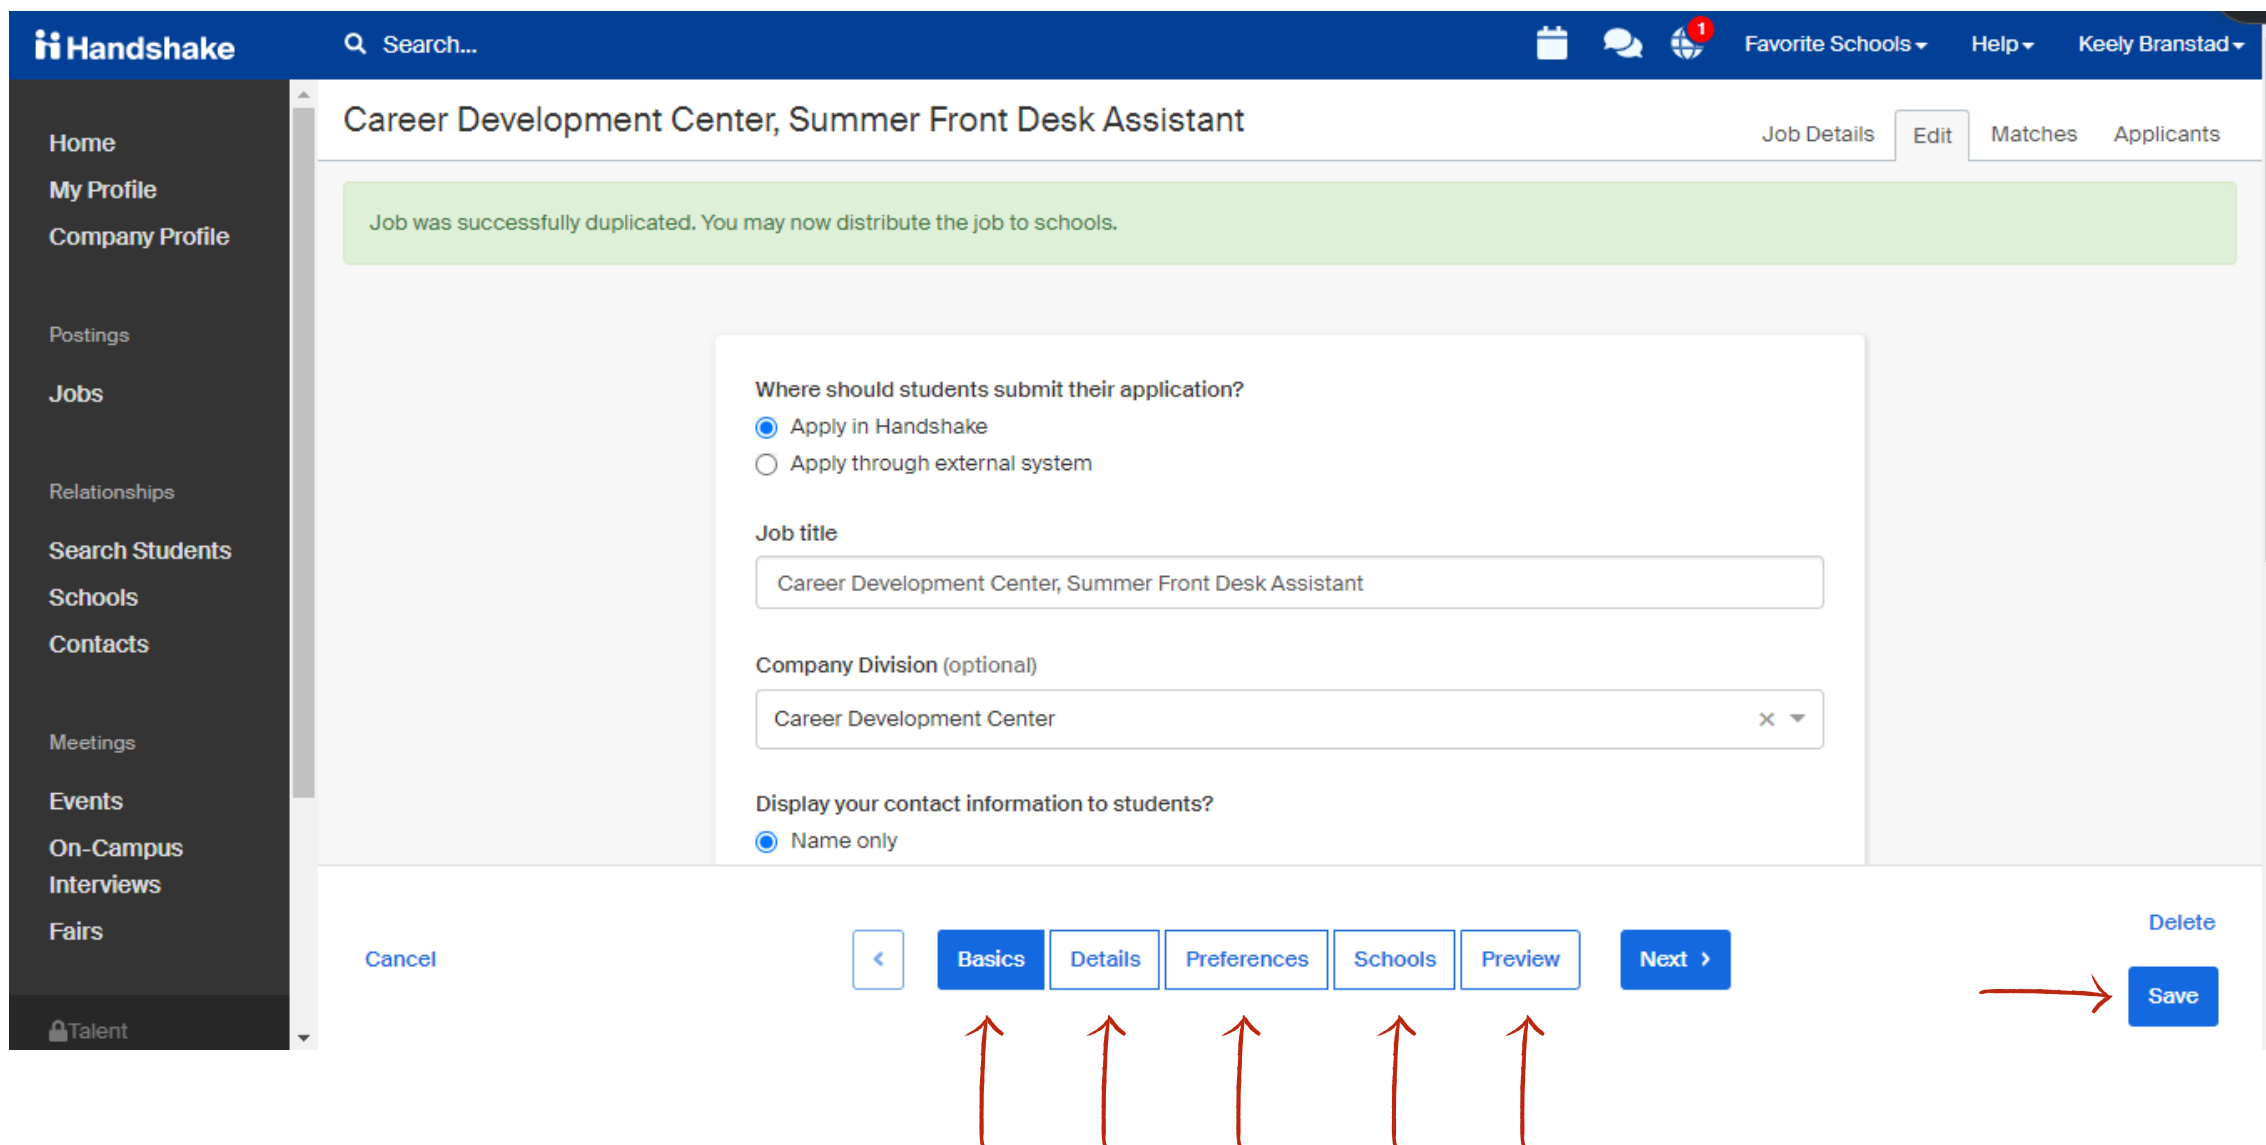 Handshake
Search...
1
Favorite Schools
Help
Keely Branstad
Home
My Profile
Company Profile
Postings
Jobs
Relationships
Search Students
Schools
Contacts
Meetings
Events
On-Campus
Interviews
Fairs
Talent
Career Development Center, Summer Front Desk Assistant
Job Details
Edit
Matches
Applicants
Job was successfully duplicated. You may now distribute the job to schools.
Where should students submit their application?
Apply in Handshake
Apply through external system
Job title
Career Development Center, Summer Front Desk Assistant
Company Division (optional)
Career Development Center
Display your contact information to students?
Name only
Cancel
Basics
Details
Preferences
Schools
Preview
Next
Delete
Save